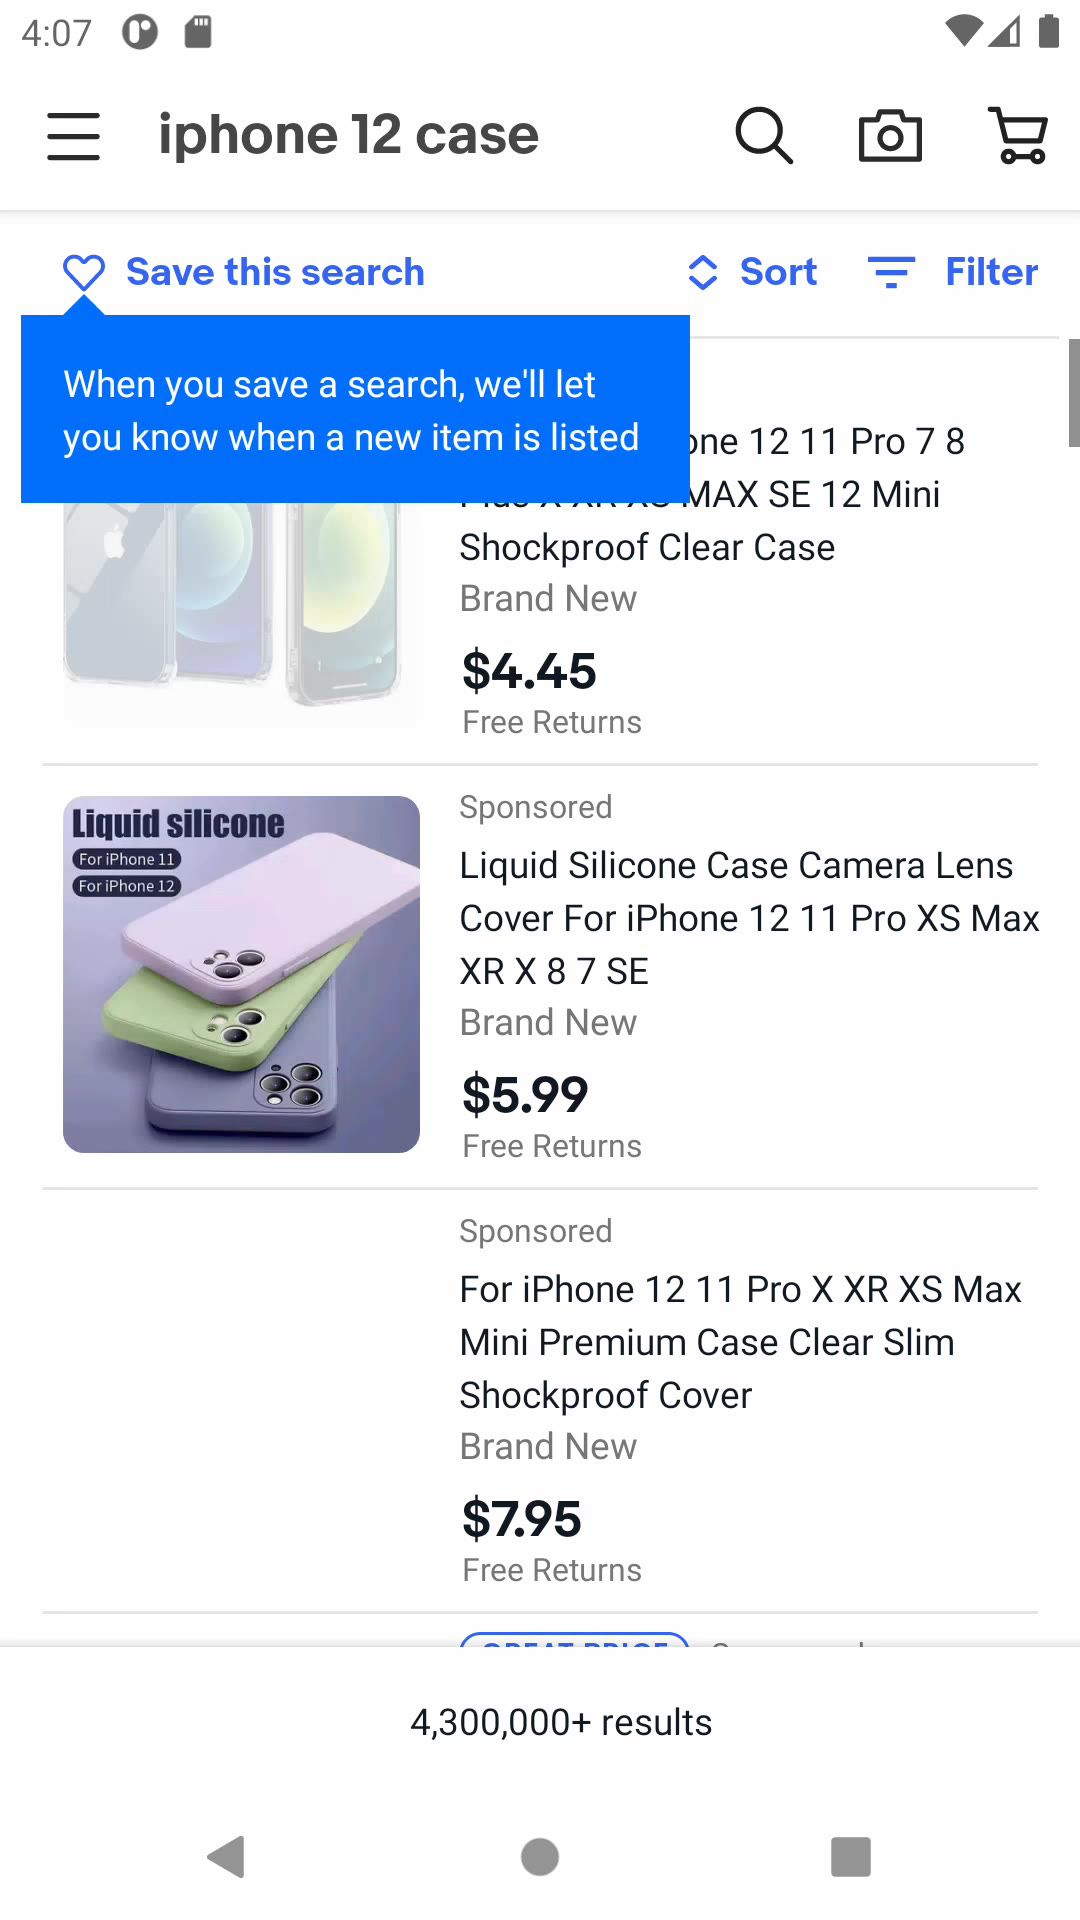 4:07
iphone 12 case
Save this search
Sort
Filter
When you save a search, we'll let
you know when a new item is listed
one 12 11 Pro 7 8
Plus X XR XS MAX SE 12 Mini
Shockproof Clear Case
Brand New
$4.45
Free Returns
Liquid silicone
For iPhone 11
For iPhone 12
Sponsored
Liquid Silicone Case Camera Lens
Cover For iPhone 12 11 Pro XS Max
XR X 8 7 SE
Brand New
$5.99
Free Returns
Sponsored
For iPhone 12 11 Pro X XR XS Max
Mini Premium Case Clear Slim
Shockproof Cover
Brand New
$7.95
Free Returns
GREAT PRICE
4,300,000+ results